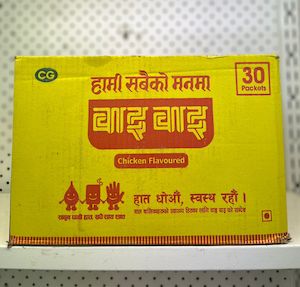 CG
हामी सबैको मनमा
30
Packets
वाइ वाइ
Chicken Flavoured
हात धोऔं, स्वस्थ रहौं ।